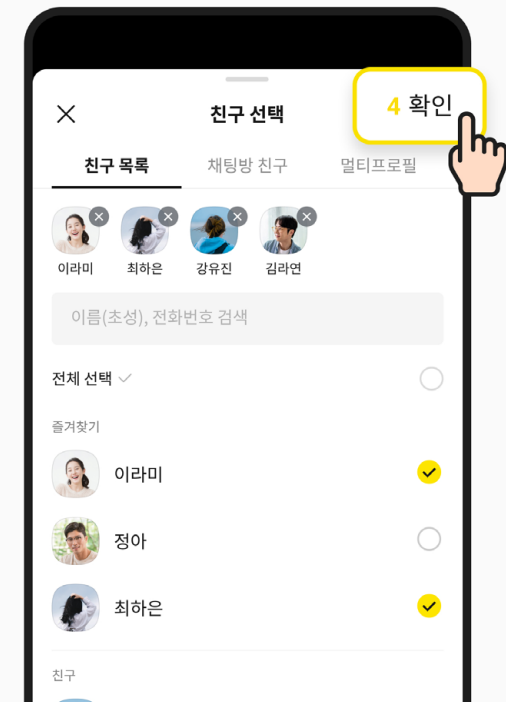 친구 선택
4 확인
친구 목록
채팅방 친구
멀티프로필
이라미
최하은
강유진
김라연
이름(초성), 전화번호 검색
전체 선택
즐겨찾기
이라미
정아
최하은
친구